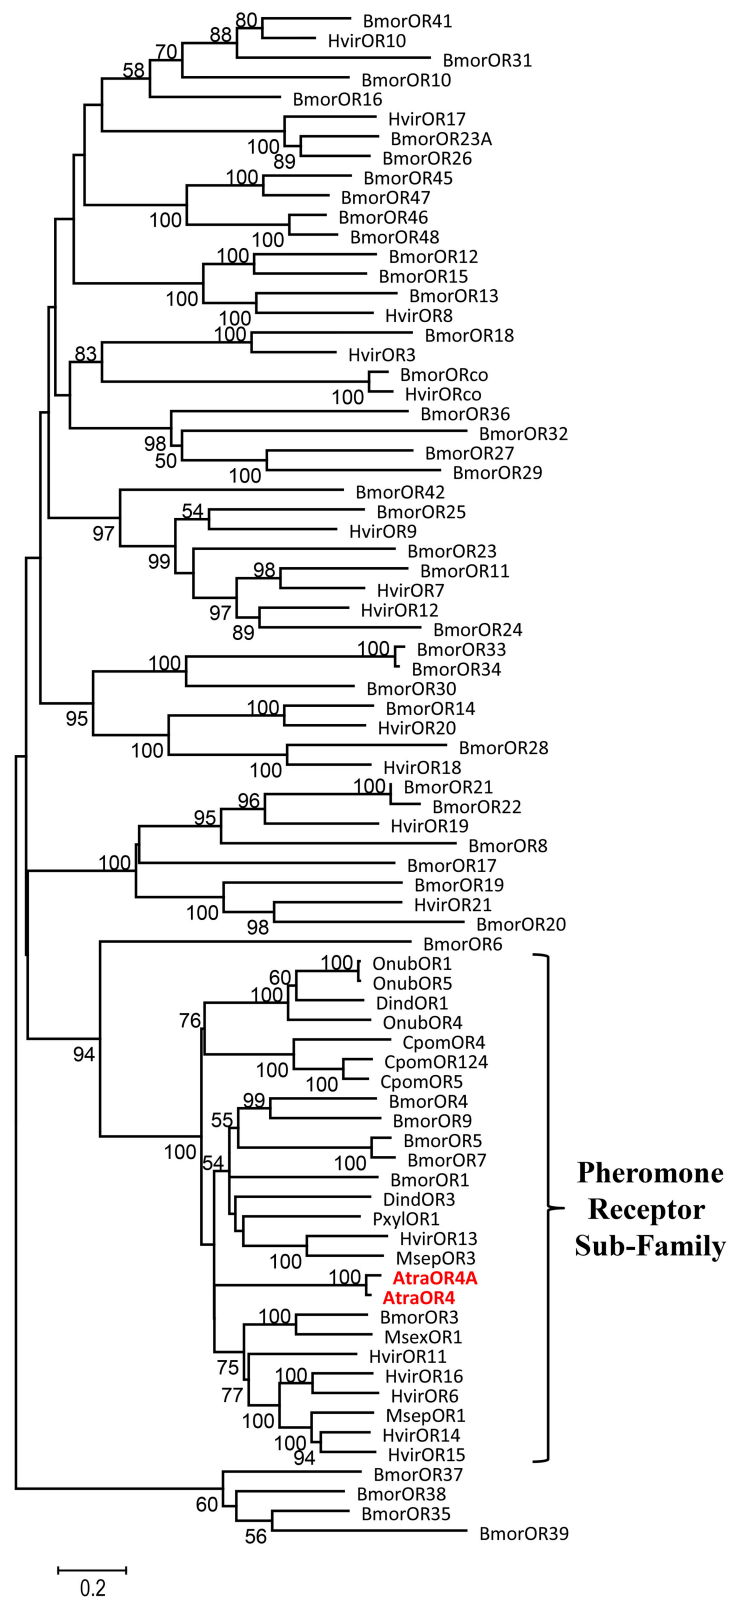 80
BmorOR41
88
HvirOR10
70
BmorOR31
58
BmorOR10
BmorOR16
HvirOR17
100
BmorOR23A
89
BmorOR26
100
BmorOR45
BmorOR47
100
BmorOR46
100
BmorOR48
100
BmorOR12
BmorOR15
100
BmorOR13
100
HvirOR8
100
BmorOR18
83
HvirOR3
BmorORco
100
HvirORco
BmorOR36
98
BmorOR32
50
BmorOR27
100
BmorOR29
BmorOR42
97
54
BmorOR25
HvirOR9
99
BmorOR23
98
BmorOR11
HvirOR7
97
HvirOR12
89
BmorOR24
100
BmorOR33
100
BmorOR34
BmorOR30
95
100
BmorOR14
HvirOR20
100
BmorOR28
100
HvirOR18
100
BmorOR21
96
BmorOR22
95
HvirOR19
BmorOR8
100
BmorOR17
BmorOR19
100
HvirOR21
98
BmorOR20
BmorOR6
94
100
OnubOR1
60
OnubOR5
100
DindOR1
76
OnubOR4
CpomOR4
100
CpomOR124
100
CpomOR5
99
BmorOR4
55
BmorOR9
BmorOR5
100
BmorOR7
100
54
BmorOR1
DindOR3
PxylOR1
HvirOR13
100
MsepOR3
100
AtraOR4A
AtraOR4
100
BmorOR3
MsexOR1
75
HvirOR11
77
100
HvirOR16
HvirOR6
100
MsepOR1
100
HvirOR14
94
HvirOR15
Pheromone
Receptor
Sub-Family
BmorOR37
60
BmorOR38
BmorOR35
56
BmorOR39
0.2